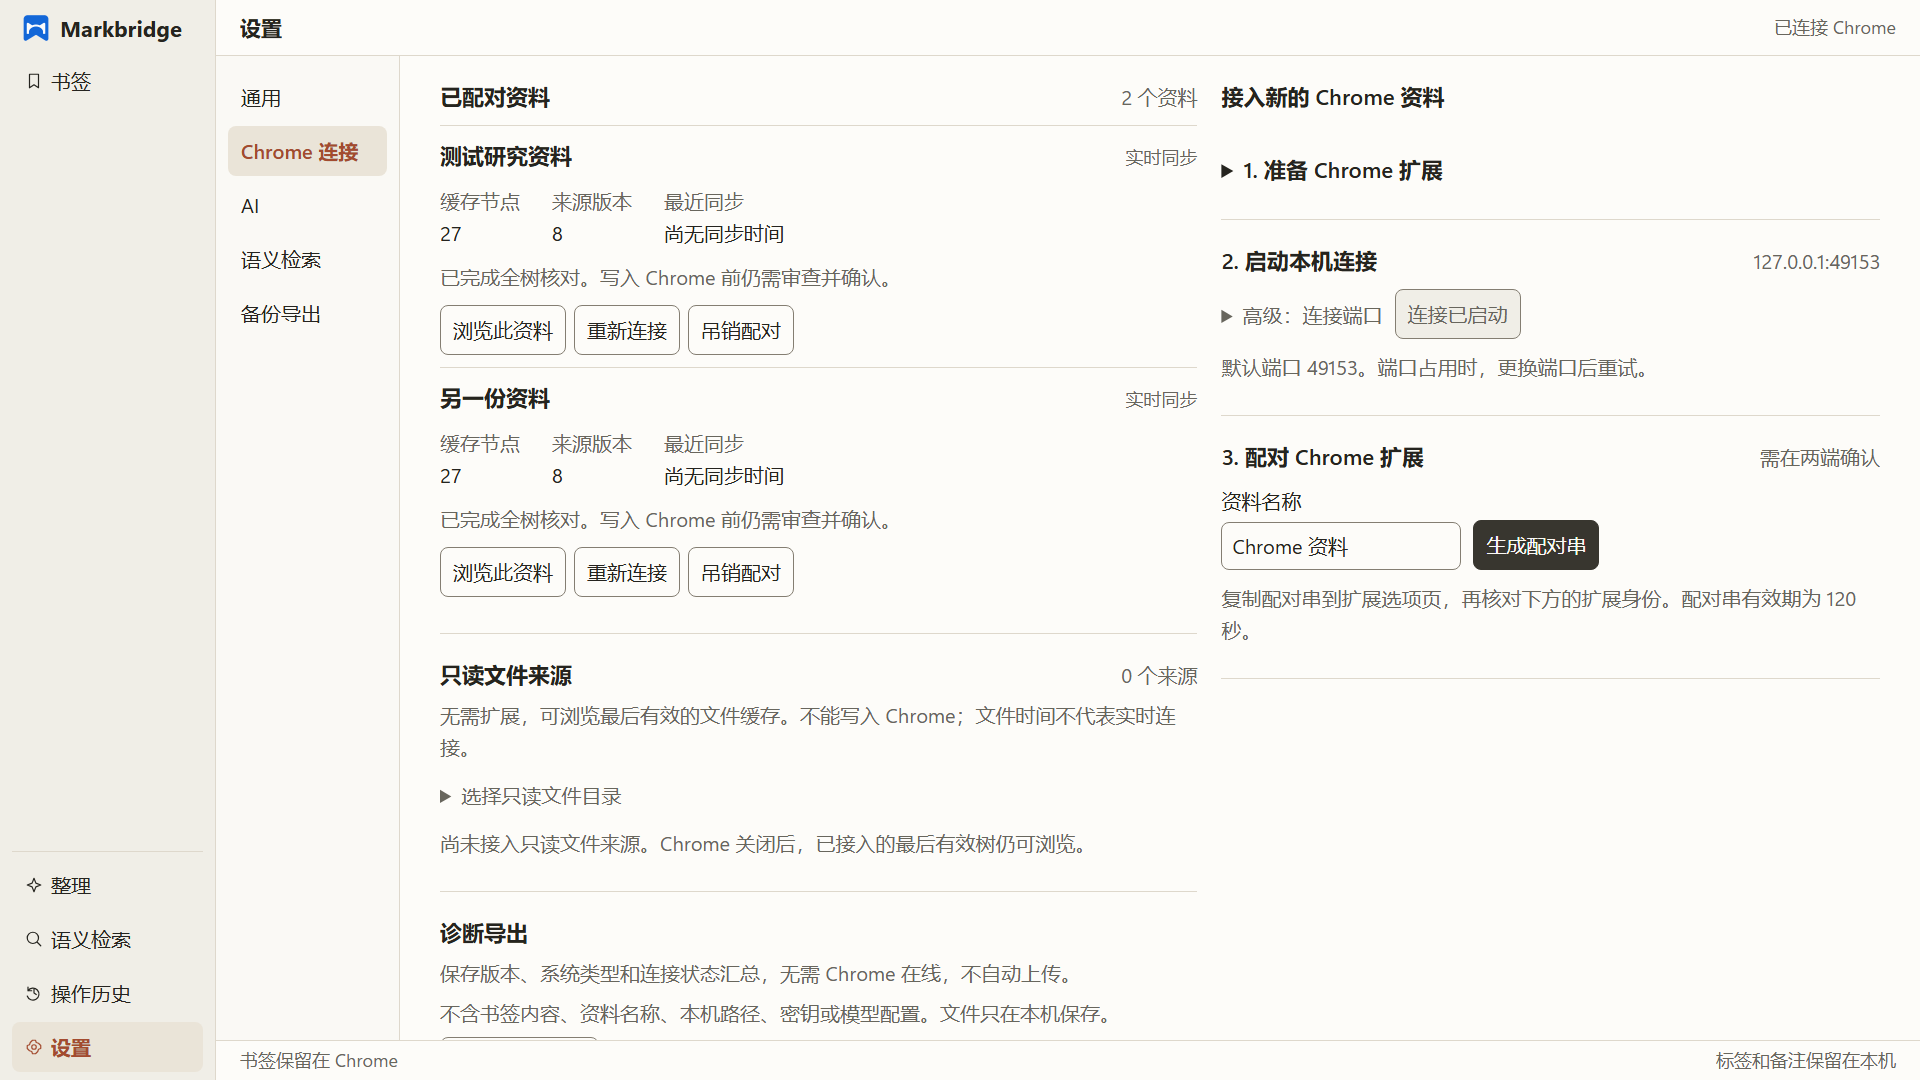 Markbridge
书签
整理
语义检索
操作历史
设置
设置
已连接 Chrome
通用
Chrome 连接
AI
语义检索
备份导出
已配对资料
2 个资料
测试研究资料
实时同步
缓存节点 来源版本 最近同步
27 8 尚无同步时间
已完成全树核对。写入 Chrome 前仍需审查并确认。
浏览此资料 重新连接 吊销配对
另一份资料
实时同步
缓存节点 来源版本 最近同步
27 8 尚无同步时间
已完成全树核对。写入 Chrome 前仍需审查并确认。
浏览此资料 重新连接 吊销配对
只读文件来源
0 个来源
无需扩展，可浏览最后有效的文件缓存。不能写入 Chrome；文件时间不代表实时连
接。
选择只读文件目录
尚未接入只读文件来源。Chrome 关闭后，已接入的最后有效树仍可浏览。
诊断导出
保存版本、系统类型和连接状态汇总，无需 Chrome 在线，不自动上传。
不含书签内容、资料名称、本机路径、密钥或模型配置。文件只在本机保存。
接入新的 Chrome 资料
1. 准备 Chrome 扩展
2. 启动本机连接
127.0.0.1:49153
高级：连接端口 连接已启动
默认端口 49153。端口占用时，更换端口后重试。
3. 配对 Chrome 扩展
需在两端确认
资料名称
Chrome 资料 生成配对串
复制配对串到扩展选项页，再核对下方的扩展身份。配对串有效期为 120
秒。
书签保留在 Chrome
标签和备注保留在本机